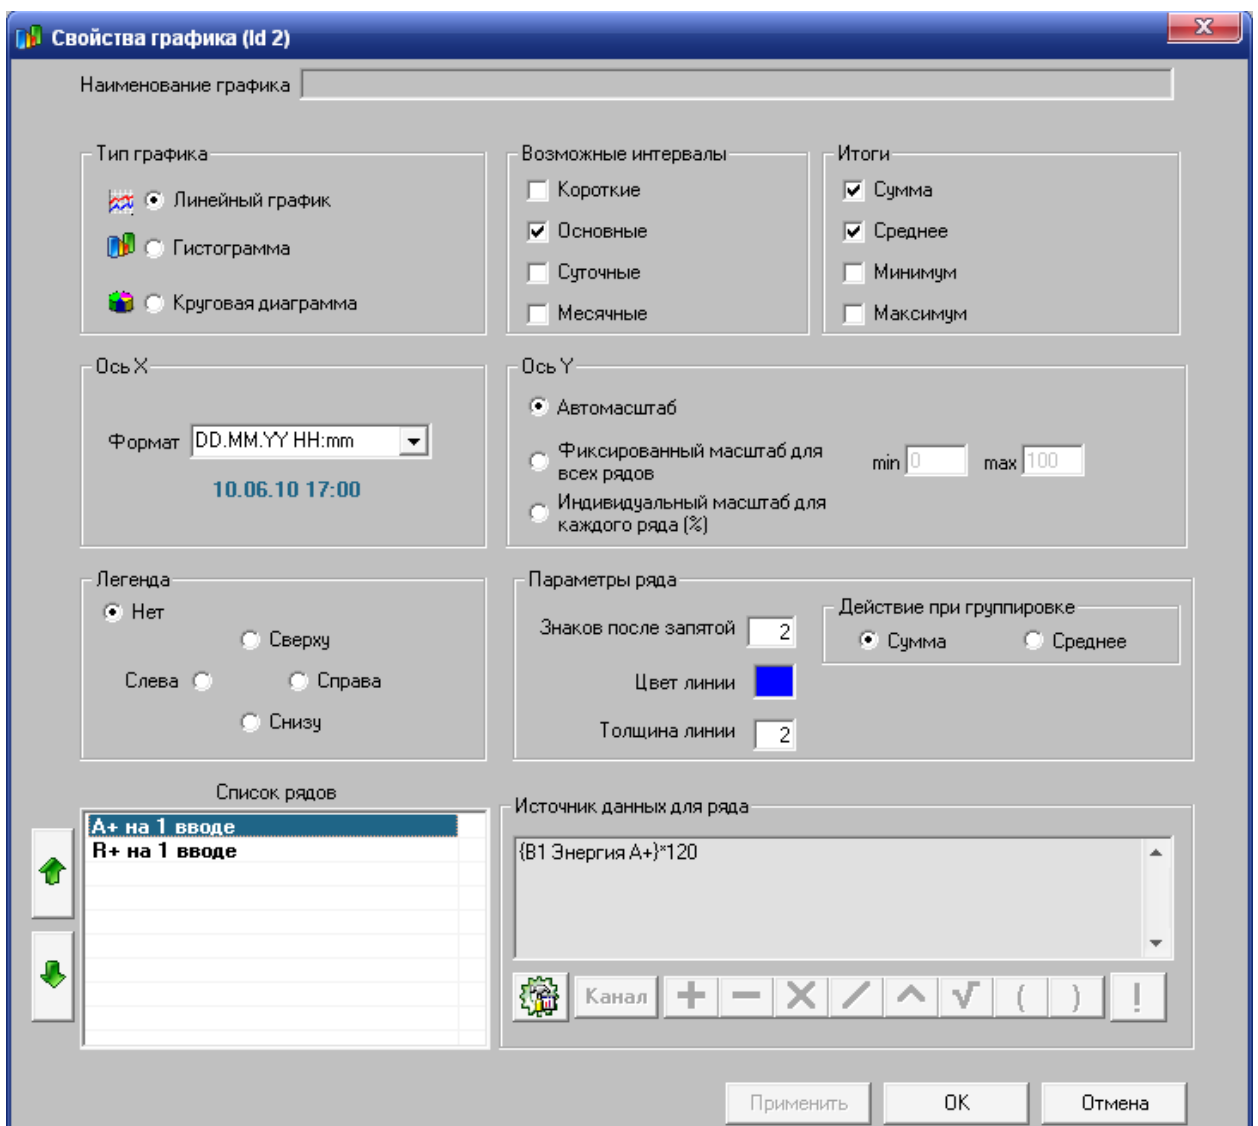 Свойства графика (Id 2)
Наименование графика
Тип графика
Линейный график
Гистограмма
Круговая диаграмма
Возможные интервалы
Короткие
Основные
Суточные
Месячные
Итоги
Сумма
Среднее
Минимум
Максимум
Ось X
Формат DD.MM.YY HH:mm
10.06.10 17:00
Ось Y
Автомасштаб
Фиксированный масштаб для
всех рядов
min 0 max 100
Индивидуальный масштаб для
каждого ряда (%)
Легенда
Нет
Сверху
Слева Справа
Снизу
Параметры ряда
Знаков после запятой 2
Цвет линии
Толщина линии 2
Действие при группировке
Сумма Среднее
Список рядов
A+ на 1 вводе
R+ на 1 вводе
Источник данных для ряда
{B1 Энергия A+}*120
Канал + − X / ^ √ ( ) !
Применить OK Отмена